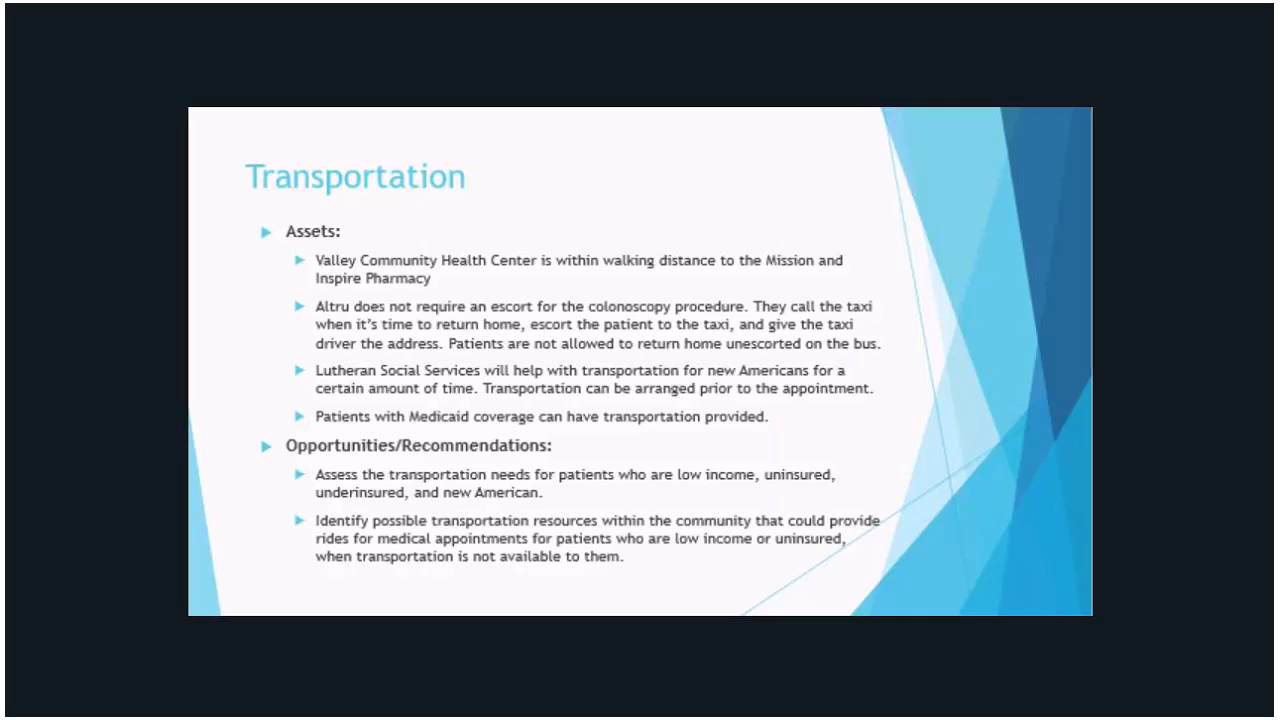 Transportation
Assets:
Valley Community Health Center is within walking distance to the Mission and
Inspire Pharmacy
Altru does not require an escort for the colonoscopy procedure. They call the taxi
when it's time to return home, escort the patient to the taxi, and give the taxi
driver the address. Patients are not allowed to return home unescorted on the bus.
Lutheran Social Services will help with transportation for new Americans for a
certain amount of time. Transportation can be arranged prior to the appointment.
Patients with Medicaid coverage can have transportation provided.
Opportunities/Recommendations:
Assess the transportation needs for patients who are low income, uninsured,
underinsured, and new American.
Identify possible transportation resources within the community that could provide
rides for medical appointments for patients who are low income or uninsured,
when transportation is not available to them.